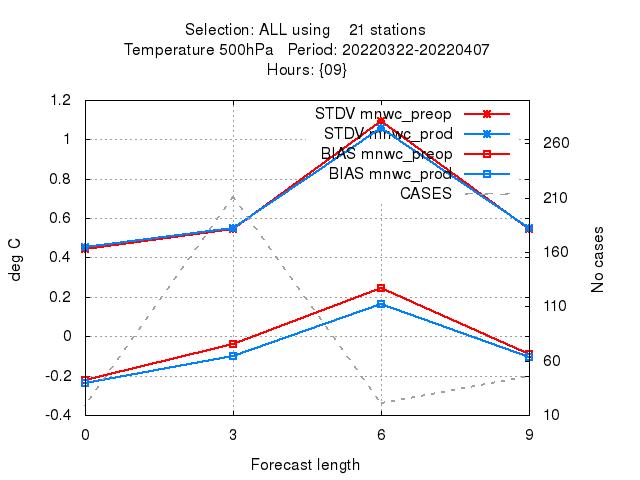 Selection: ALL using 21 stations
Temperature 500hPa Period: 20220322-20220407
Hours: {09}
STDV mnwc_preop
STDV mnwc_prod
BIAS mnwc_preop
BIAS mnwc_prod
CASES
1.2
1
0.8
0.6
0.4
0.2
0
-0.2
-0.4
deg C
260
210
160
110
60
10
No cases
0 3 6 9
Forecast length